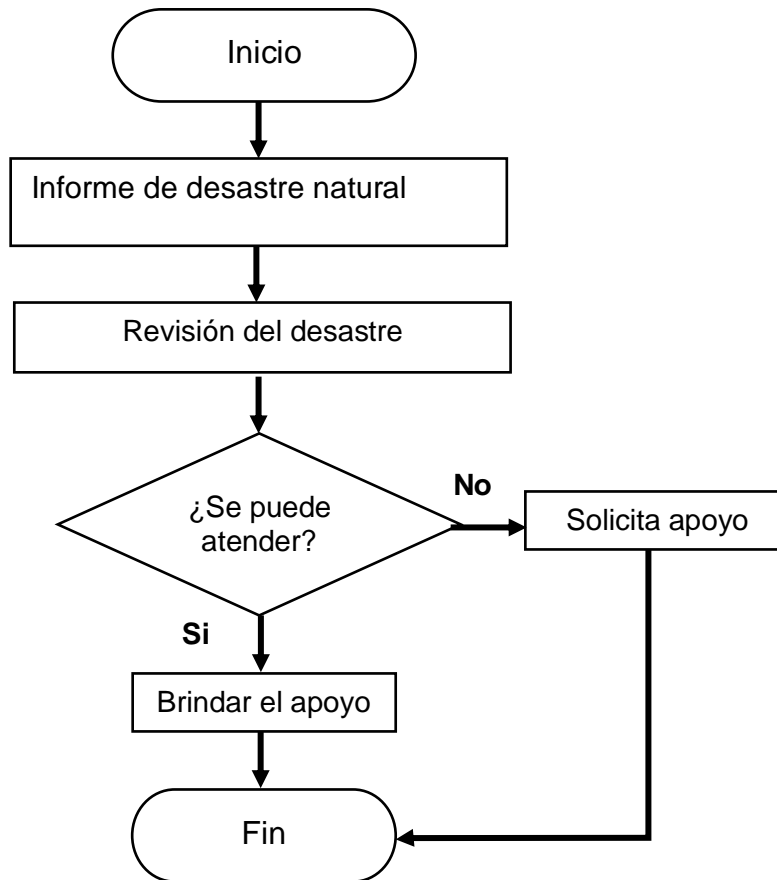 Inicio
Informe de desastre natural
Revisión del desastre
¿Se puede
atender?
No
Solicita apoyo
Si
Brindar el apoyo
Fin